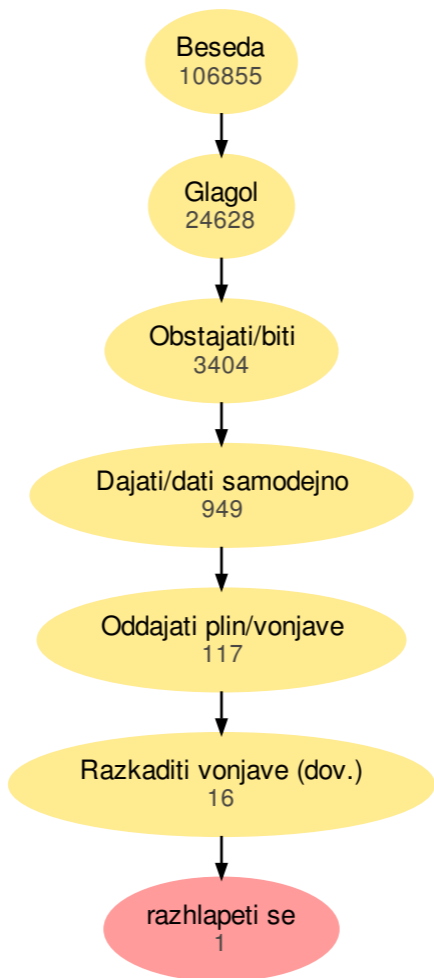 Beseda
106855
Glagol
24628
Obstajati/biti
3404
Dajati/dati samodejno
949
Oddajati plin/vonjave
117
Razkaditi vonjave (dov.)
16
razhlapeti se
1